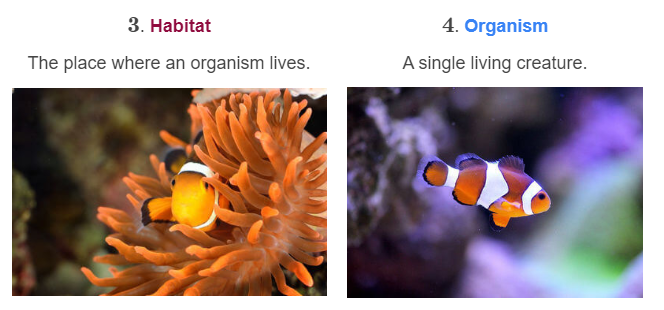 3. Habitat
The place where an organism lives.
4. Organism
A single living creature.